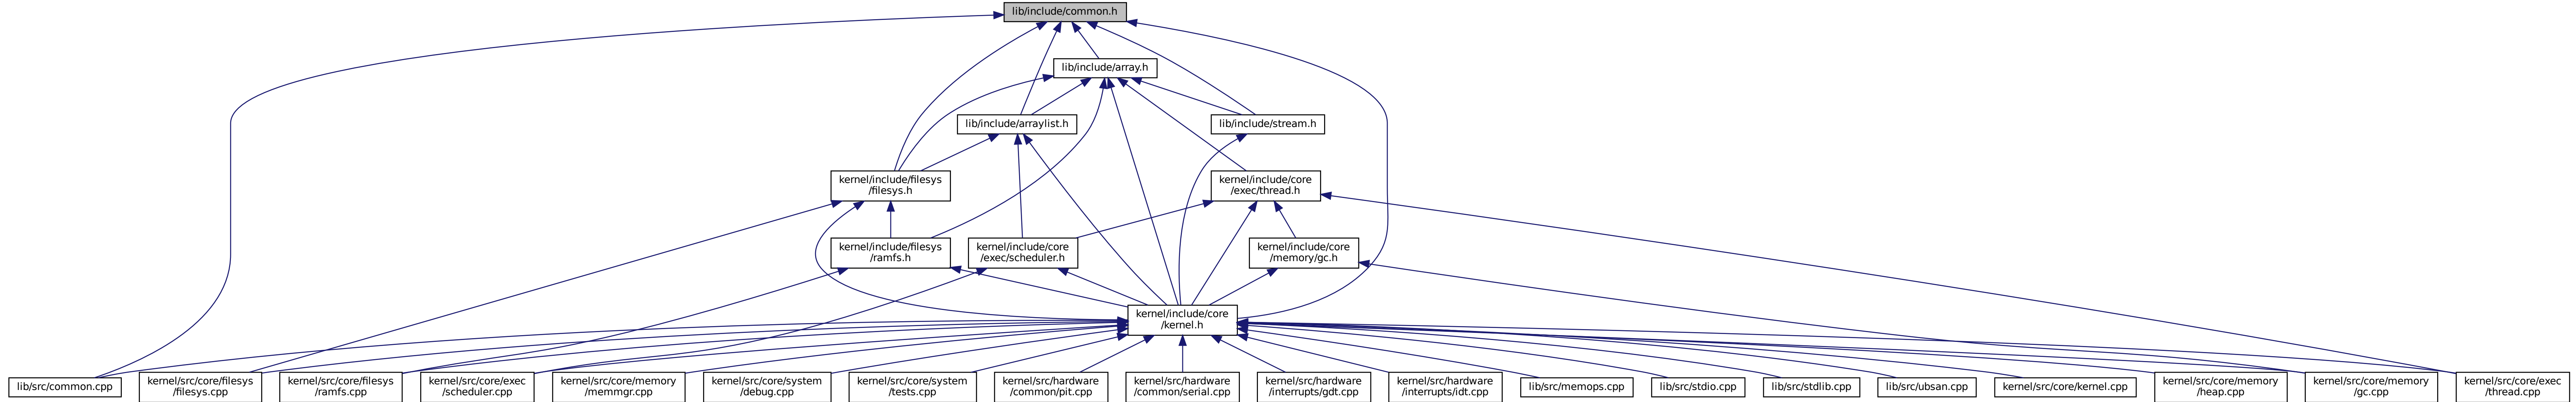 lib/include/common.h
lib/include/array.h
lib/include/arraylist.h
lib/include/stream.h
kernel/include/filesys
/filesys.h
kernel/include/core
/exec/thread.h
kernel/include/filesys
/ramfs.h
kernel/include/core
/exec/scheduler.h
kernel/include/core
/memory/gc.h
kernel/include/core
/kernel.h
lib/src/common.cpp
kernel/src/core/filesys
/filesys.cpp
kernel/src/core/filesys
/ramfs.cpp
kernel/src/core/exec
/scheduler.cpp
kernel/src/core/memory
/memmgr.cpp
kernel/src/core/system
/debug.cpp
kernel/src/core/system
/tests.cpp
kernel/src/hardware
/common/pit.cpp
kernel/src/hardware
/common/serial.cpp
kernel/src/hardware
/interrupts/gdt.cpp
kernel/src/hardware
/interrupts/idt.cpp
lib/src/memops.cpp
lib/src/stdio.cpp
lib/src/stdlib.cpp
lib/src/ubsan.cpp
kernel/src/core/kernel.cpp
kernel/src/core/memory
/heap.cpp
kernel/src/core/memory
/gc.cpp
kernel/src/core/exec
/thread.cpp